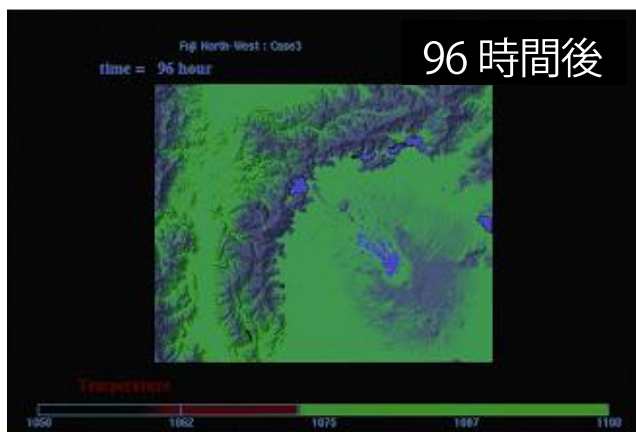 Fuji North-West : Case3
96 時間後
time = 96 hour
Temperature
1050 1062 1075 1087 1100